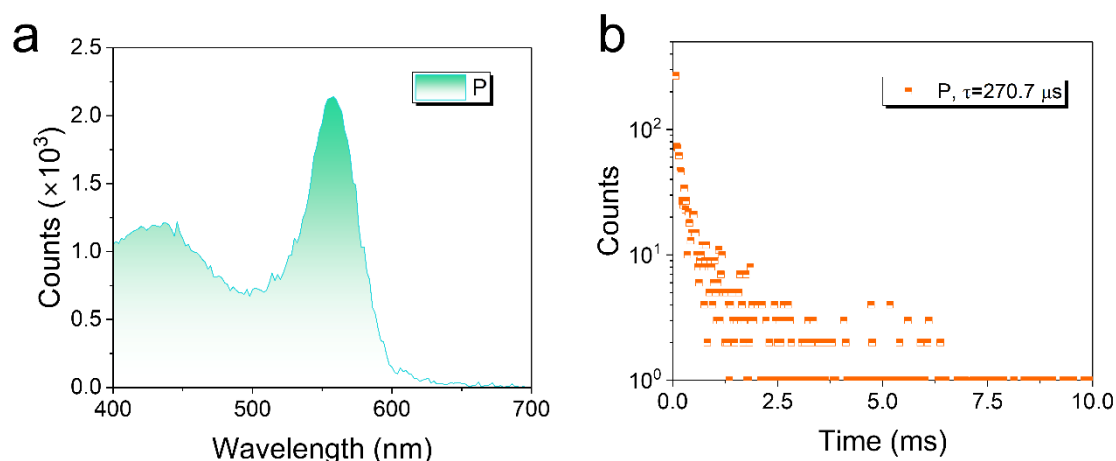 a
2.5
2.0
1.5
1.0
0.5
0.0
400
500
600
700
Counts (×10³)
Wavelength (nm)
P
b
10²
10¹
10⁰
0.0
2.5
5.0
7.5
10.0
Counts
Time (ms)
P, τ=270.7 μs